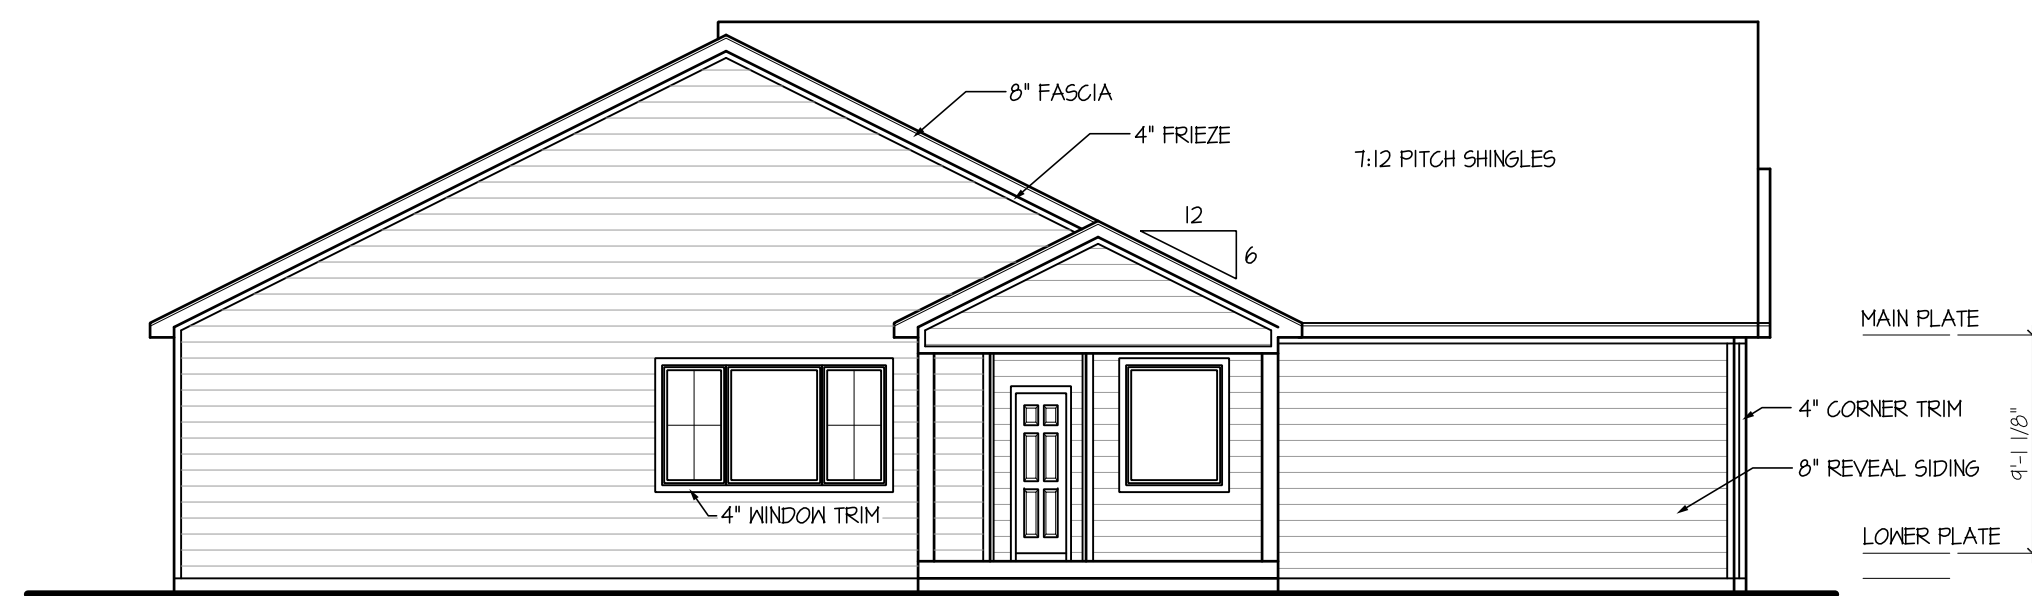 8" FASCIA
4" FRIEZE
7:12 PITCH SHINGLES
12
6
MAIN PLATE
4" CORNER TRIM
9'-1 1/8"
8" REVEAL SIDING
4" WINDOW TRIM
LOWER PLATE